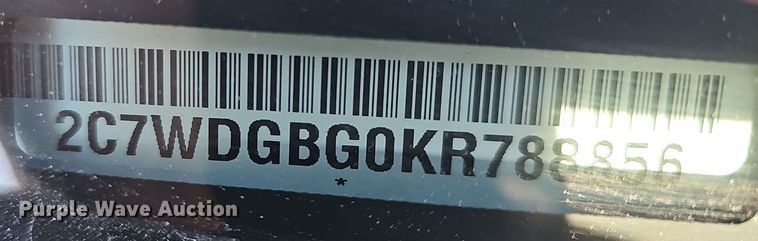 2C7WDGBG0KR788856
*
Purple Wave Auction